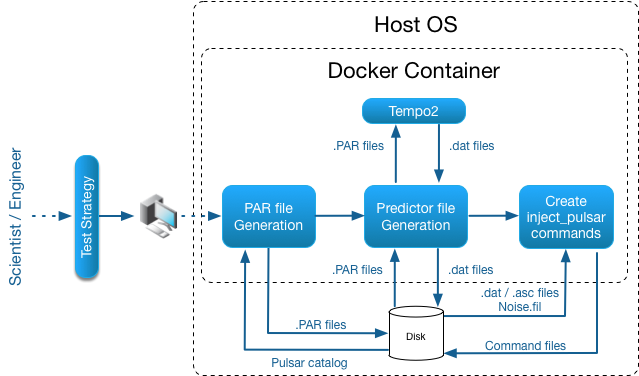 Host OS
Docker Container
Tempo2
.PAR files
.dat files
Scientist / Engineer
Test Strategy
PAR file
Generation
Predictor file
Generation
Create
inject_pulsar
commands
.PAR files
.dat files
.dat / .asc files
Noise.fil
.PAR files
Disk
Command files
Pulsar catalog